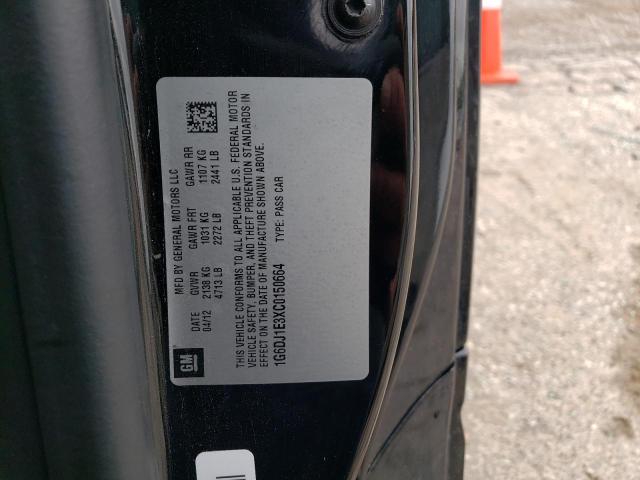 MFD BY GENERAL MOTORS LLC
DATE GVWR GAWR FRT GAWR RR
04/12 2138 KG 1031 KG 1107 KG
4713 LB 2272 LB 2441 LB
THIS VEHICLE CONFORMS TO ALL APPLICABLE U.S. FEDERAL MOTOR
VEHICLE SAFETY, BUMPER, AND THEFT PREVENTION STANDARDS IN
EFFECT ON THE DATE OF MANUFACTURE SHOWN ABOVE.
1G6DJ1E3XC0150664 TYPE: PASS CAR
GM